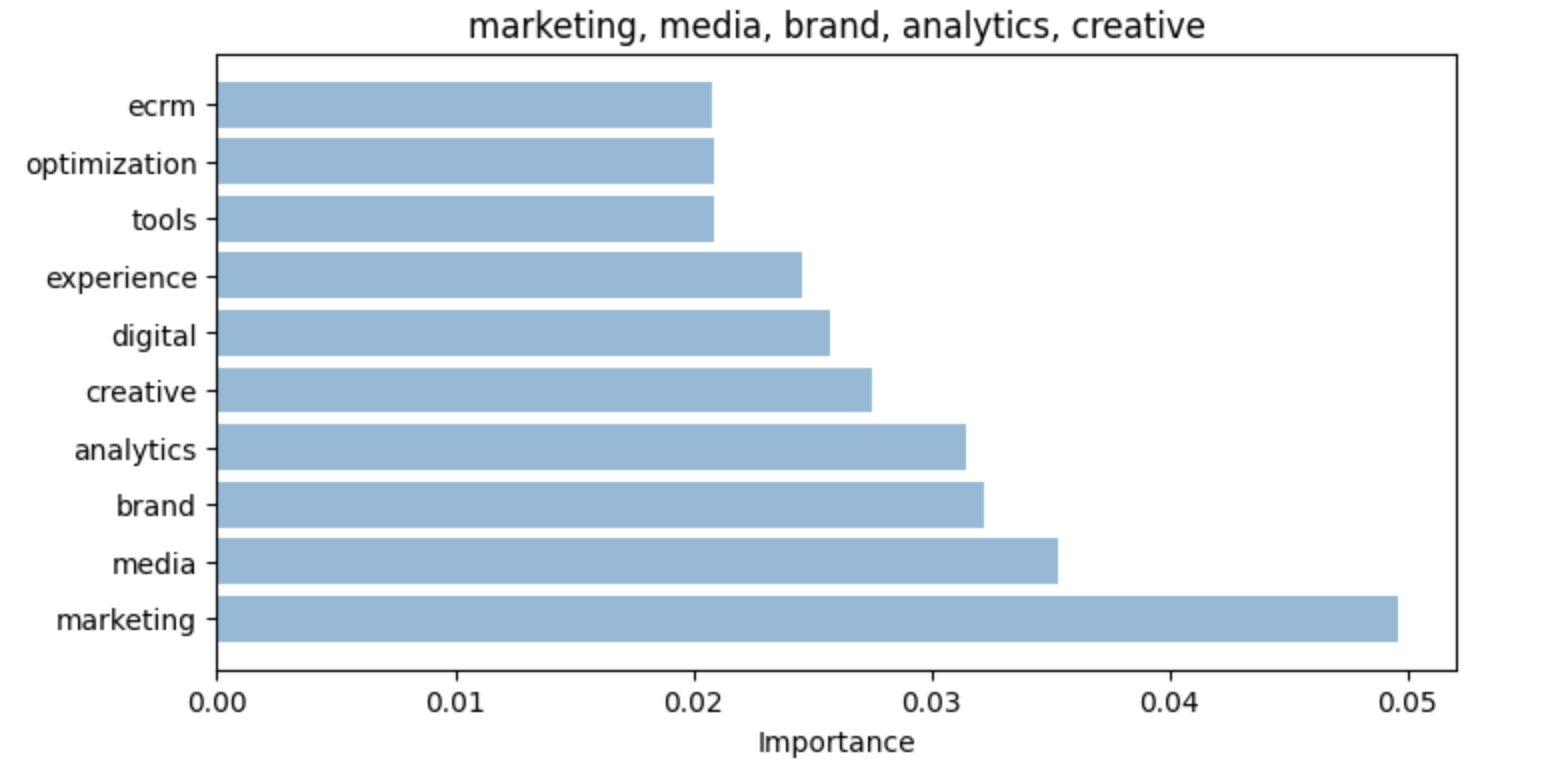 marketing, media, brand, analytics, creative
ecrm
optimization
tools
experience
digital
creative
analytics
brand
media
marketing
0.00 0.01 0.02 0.03 0.04 0.05
Importance